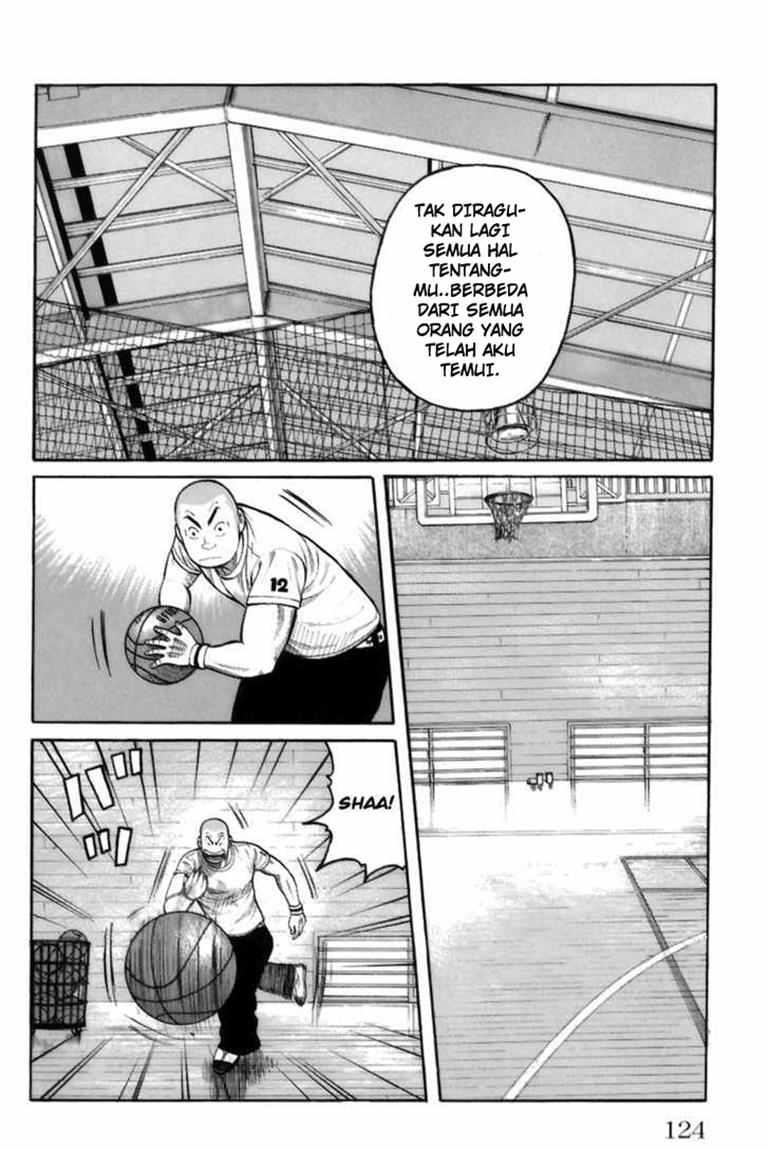 TAK DIRAGU-
KAN LAGI
SEMUA HAL
TENTANG-
MU..BERBEDA
DARI SEMUA
ORANG YANG
TELAH AKU
TEMUI.
12
SHAA!
124